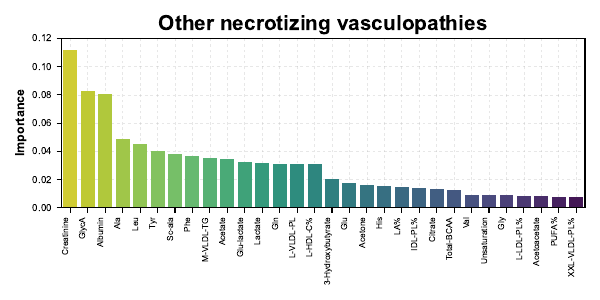 Other necrotizing vasculopathies
Importance
0.12
0.10
0.08
0.06
0.04
0.02
0.00
Creatinine
GlycA
Albumin
Ala
Leu
Tyr
Sc-ala
Phe
M-VLDL-TG
Acetate
Glu-lactate
Lactate
Gln
L-VLDL-PL
L-HDL-C%
3-Hydroxybutyrate
Glu
Acetone
His
LA%
IDL-PL%
Citrate
Total-BCAA
Val
Unsaturation
Gly
L-LDL-PL%
Acetoacetate
PUFA%
XXL-VLDL-PL%